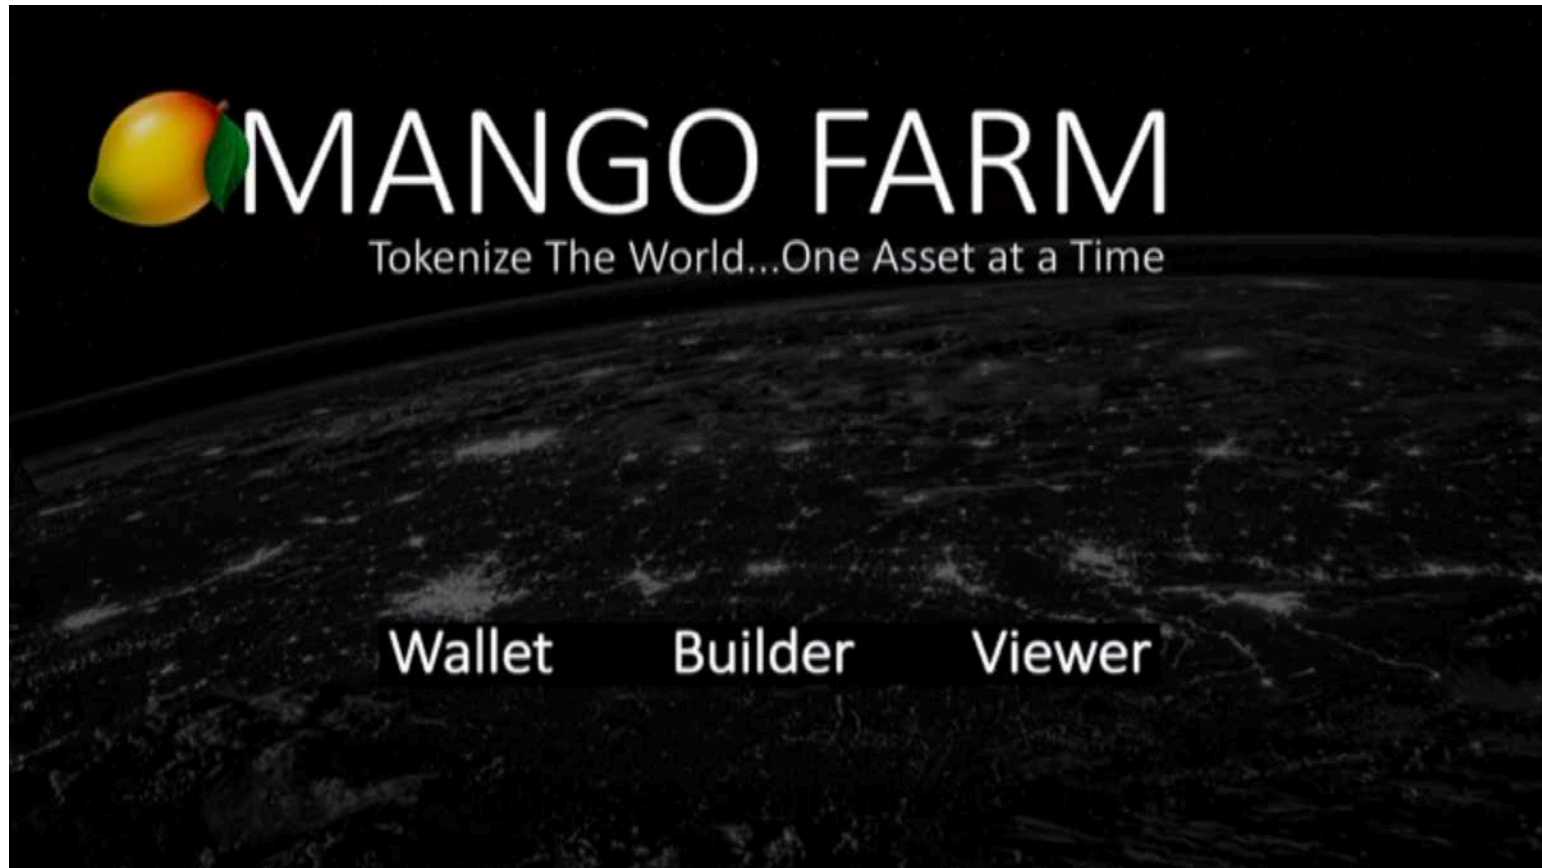 MANGO FARM
Tokenize The World...One Asset at a Time
Wallet Builder Viewer